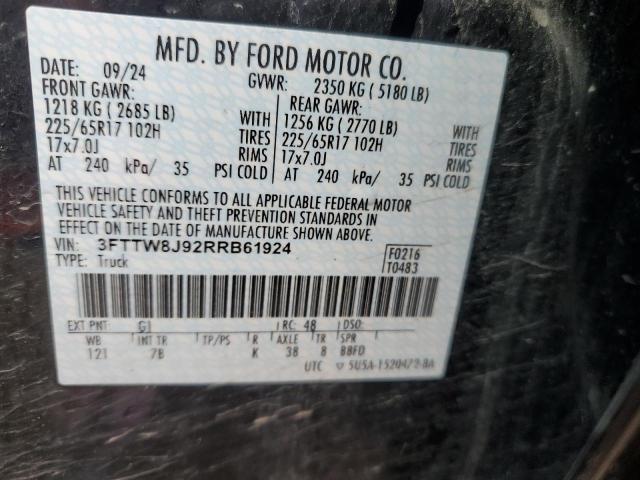 MFD. BY FORD MOTOR CO.
DATE: 09/24 GVWR: 2350 KG ( 5180 LB)
FRONT GAWR: REAR GAWR:
1218 KG ( 2685 LB) WITH 1256 KG ( 2770 LB) WITH
225/65R17 102H TIRES 225/65R17 102H TIRES
17x7.0J RIMS 17x7.0J RIMS
AT 240 kPa/ 35 PSI COLD AT 240 kPa/ 35 PSI COLD
THIS VEHICLE CONFORMS TO ALL APPLICABLE FEDERAL MOTOR
VEHICLE SAFETY AND THEFT PREVENTION STANDARDS IN
EFFECT ON THE DATE OF MANUFACTURE SHOWN ABOVE.
VIN: 3FTTW8J92RRB61924 F0216
TYPE: Truck T0483
EXT PNT: G1 RC: 48 DSO:
WB INT TR TP/PS R AXLE TR SPR
121 7B K 38 8 BBFD
UTC